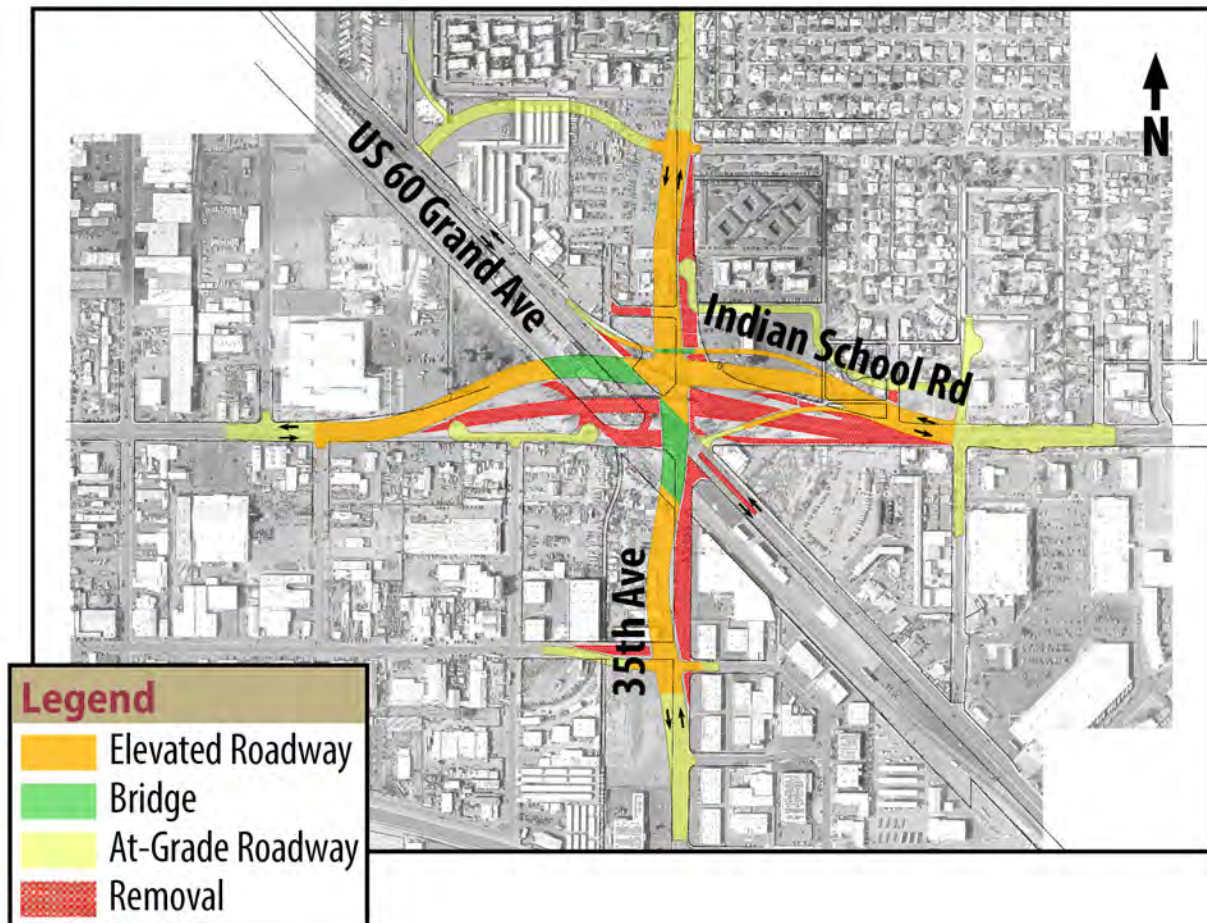 N
US 60 Grand Ave
Indian School Rd
35th Ave
Legend
Elevated Roadway
Bridge
At-Grade Roadway
Removal